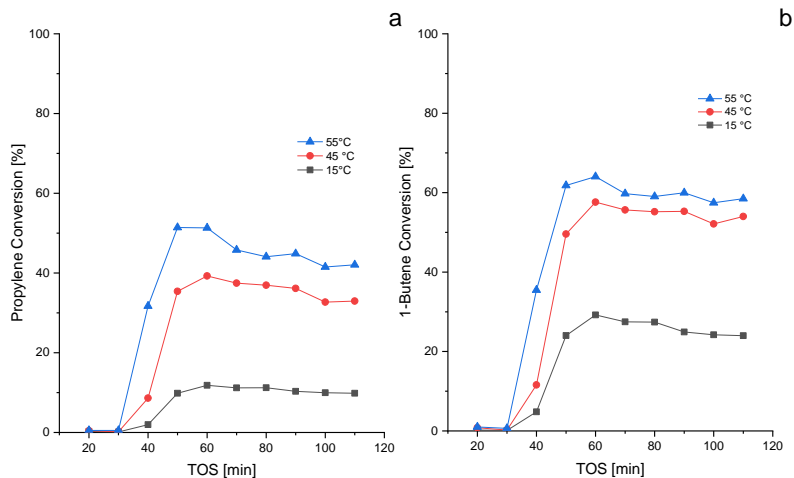 a
Propylene Conversion [%]
100
80
60
40
20
0
55°C
45 °C
15°C
20 40 60 80 100 120
TOS [min]
b
1-Butene Conversion [%]
100
80
60
40
20
0
55 °C
45 °C
15 °C
20 40 60 80 100 120
TOS [min]